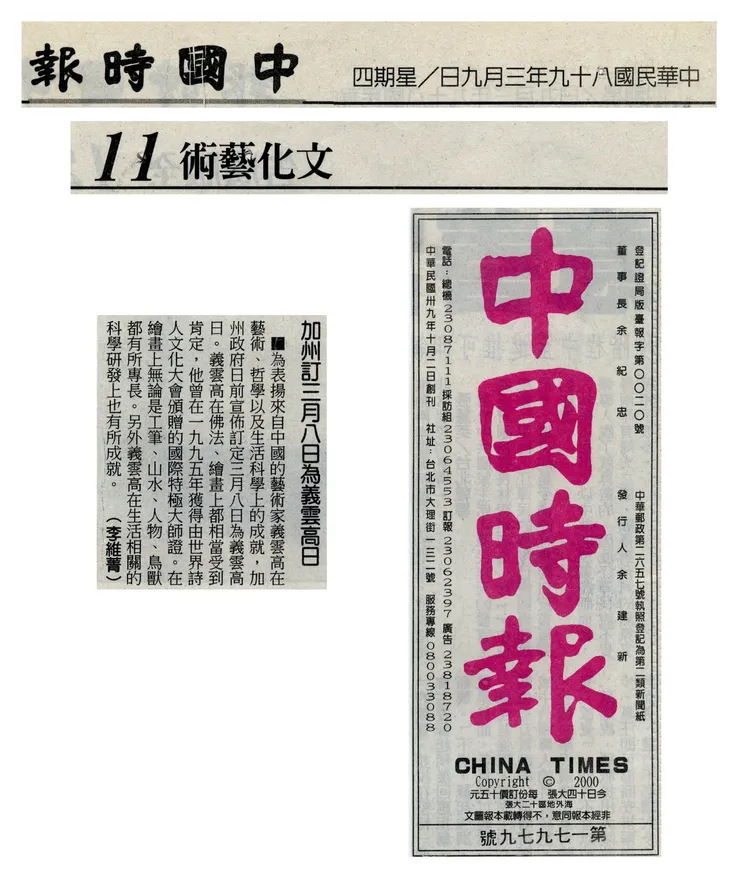 中國時報
中華民國八十九年三月九日/星期四
文化藝術 11
加州訂三月八日為義雲高日
■為表揚來自中國的藝術家義雲高在
藝術、哲學以及生活科學上的成就，加
州政府日前宣佈訂定三月八日為義雲高
日。義雲高在佛法、繪畫上都相當受到
肯定，他曾在一九九五年獲得由世界詩
人文化大會頒贈的國際特極大師證。在
繪畫上無論是工筆、山水、人物、鳥獸
都有所專長。另外義雲高在生活相關的
科學研發上也有所成就。（李維菁）
登記證局版臺報字第００２０號 中華郵政第二六五七號執照登記為第二類新聞紙
董事長余紀忠 發行人余建新
中國時報
電話：總機23087111採訪組23064553訂報23062397廣告23818720
中華民國卅九年十月二日創刊 社址：台北市大理街一三二號 服務專線080033088
CHINA TIMES
Copyright © 2000
今日十四大張 每份訂價十五元
海外地區十二大張
非經本報同意，不得轉載本報圖文
第一七九七九號